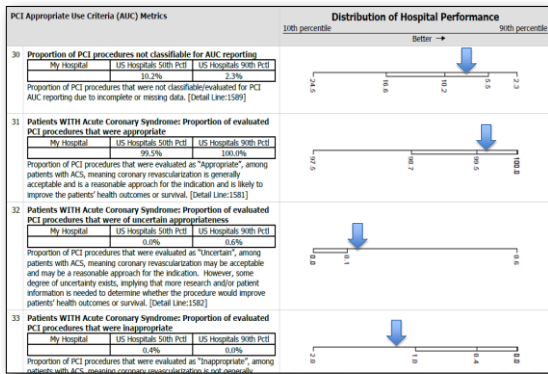 PCI Appropriate Use Criteria (AUC) Metrics
Distribution of Hospital Performance
10th percentile
90th percentile
Better →
30 Proportion of PCI procedures not classifiable for AUC reporting
My Hospital US Hospitals 50th Pctl US Hospitals 90th Pctl
10.2% 2.3%
Proportion of PCI procedures that were not classifiable/evaluated for PCI
AUC reporting due to incomplete or missing data. [Detail Line:1589]
24.5 16.6 10.2 5.5 2.3
31 Patients WITH Acute Coronary Syndrome: Proportion of evaluated
PCI procedures that were appropriate
My Hospital US Hospitals 50th Pctl US Hospitals 90th Pctl
99.5% 100.0%
Proportion of PCI procedures that were evaluated as "Appropriate", among
patients with ACS, meaning coronary revascularization is generally
acceptable and is a reasonable approach for the indication and is likely to
improve the patients' health outcomes or survival. [Detail Line:1581]
97.6 98.7 99.5 100.0
32 Patients WITH Acute Coronary Syndrome: Proportion of evaluated
PCI procedures that were of uncertain appropriateness
My Hospital US Hospitals 50th Pctl US Hospitals 90th Pctl
0.0% 0.6%
Proportion of PCI procedures that were evaluated as "Uncertain", among
patients with ACS, meaning coronary revascularization may be acceptable
and may be a reasonable approach for the indication. However, some
degree of uncertainty exists, implying that more research and/or patient
information is needed to determine whether the procedure would improve
patients' health outcomes or survival. [Detail Line:1582]
0.0 0.1 0.6
33 Patients WITH Acute Coronary Syndrome: Proportion of evaluated
PCI procedures that were inappropriate
My Hospital US Hospitals 50th Pctl US Hospitals 90th Pctl
0.4% 0.0%
Proportion of PCI procedures that were evaluated as "Inappropriate", among
patients with ACS, meaning coronary revascularization is not generally
2.0 1.0 0.4 0.0